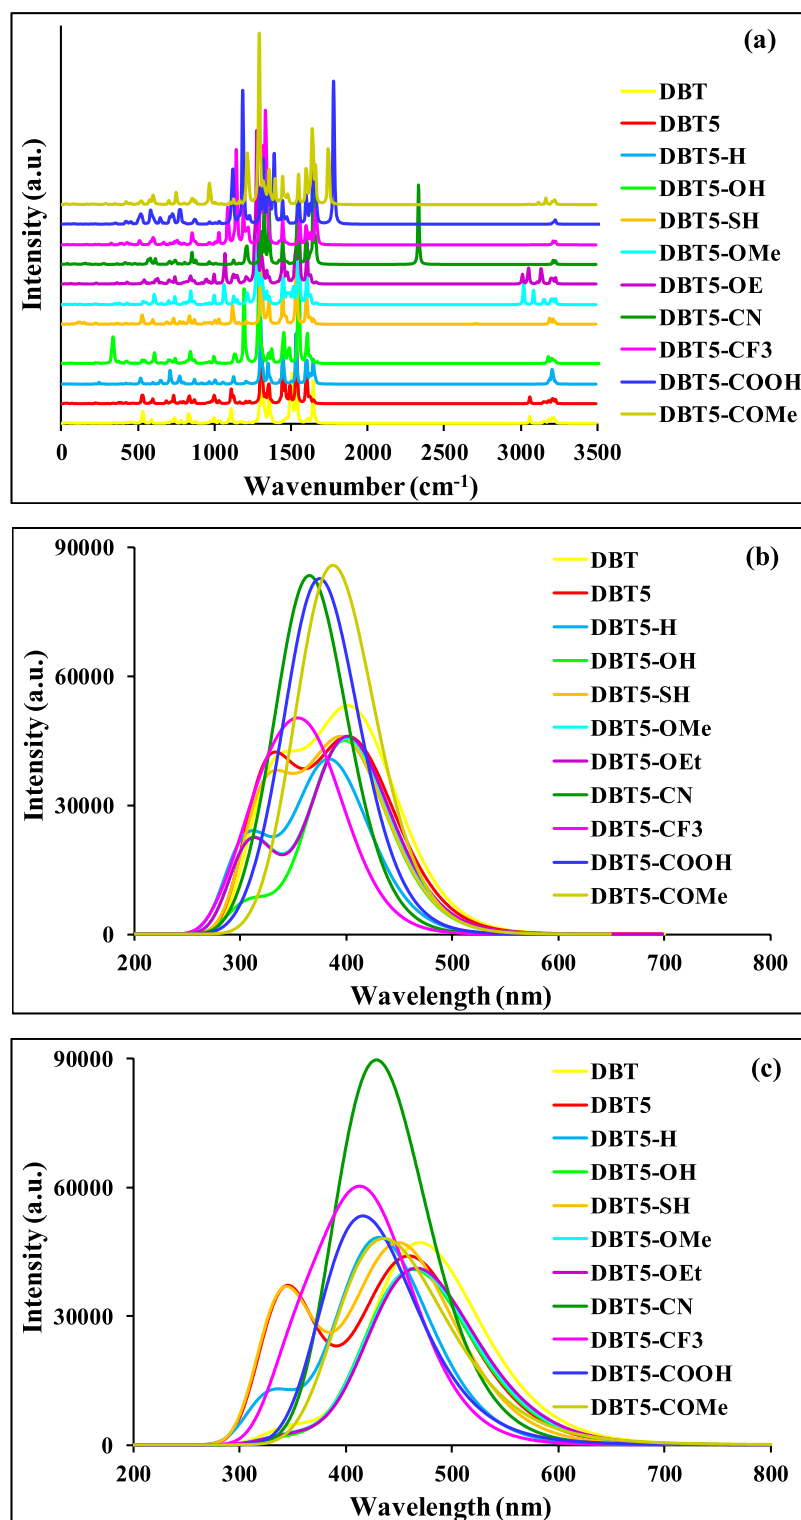 (a)
DBT
DBT5
DBT5-H
DBT5-OH
DBT5-SH
DBT5-OMe
DBT5-OE
DBT5-CN
DBT5-CF3
DBT5-COOH
DBT5-COMe
Intensity (a.u.)
0 500 1000 1500 2000 2500 3000 3500
Wavenumber (cm-1)
(b)
90000
60000
30000
0
Intensity (a.u.)
DBT
DBT5
DBT5-H
DBT5-OH
DBT5-SH
DBT5-OMe
DBT5-OEt
DBT5-CN
DBT5-CF3
DBT5-COOH
DBT5-COMe
200 300 400 500 600 700 800
Wavelength (nm)
(c)
90000
60000
30000
0
Intensity (a.u.)
DBT
DBT5
DBT5-H
DBT5-OH
DBT5-SH
DBT5-OMe
DBT5-OEt
DBT5-CN
DBT5-CF3
DBT5-COOH
DBT5-COMe
200 300 400 500 600 700 800
Wavelength (nm)